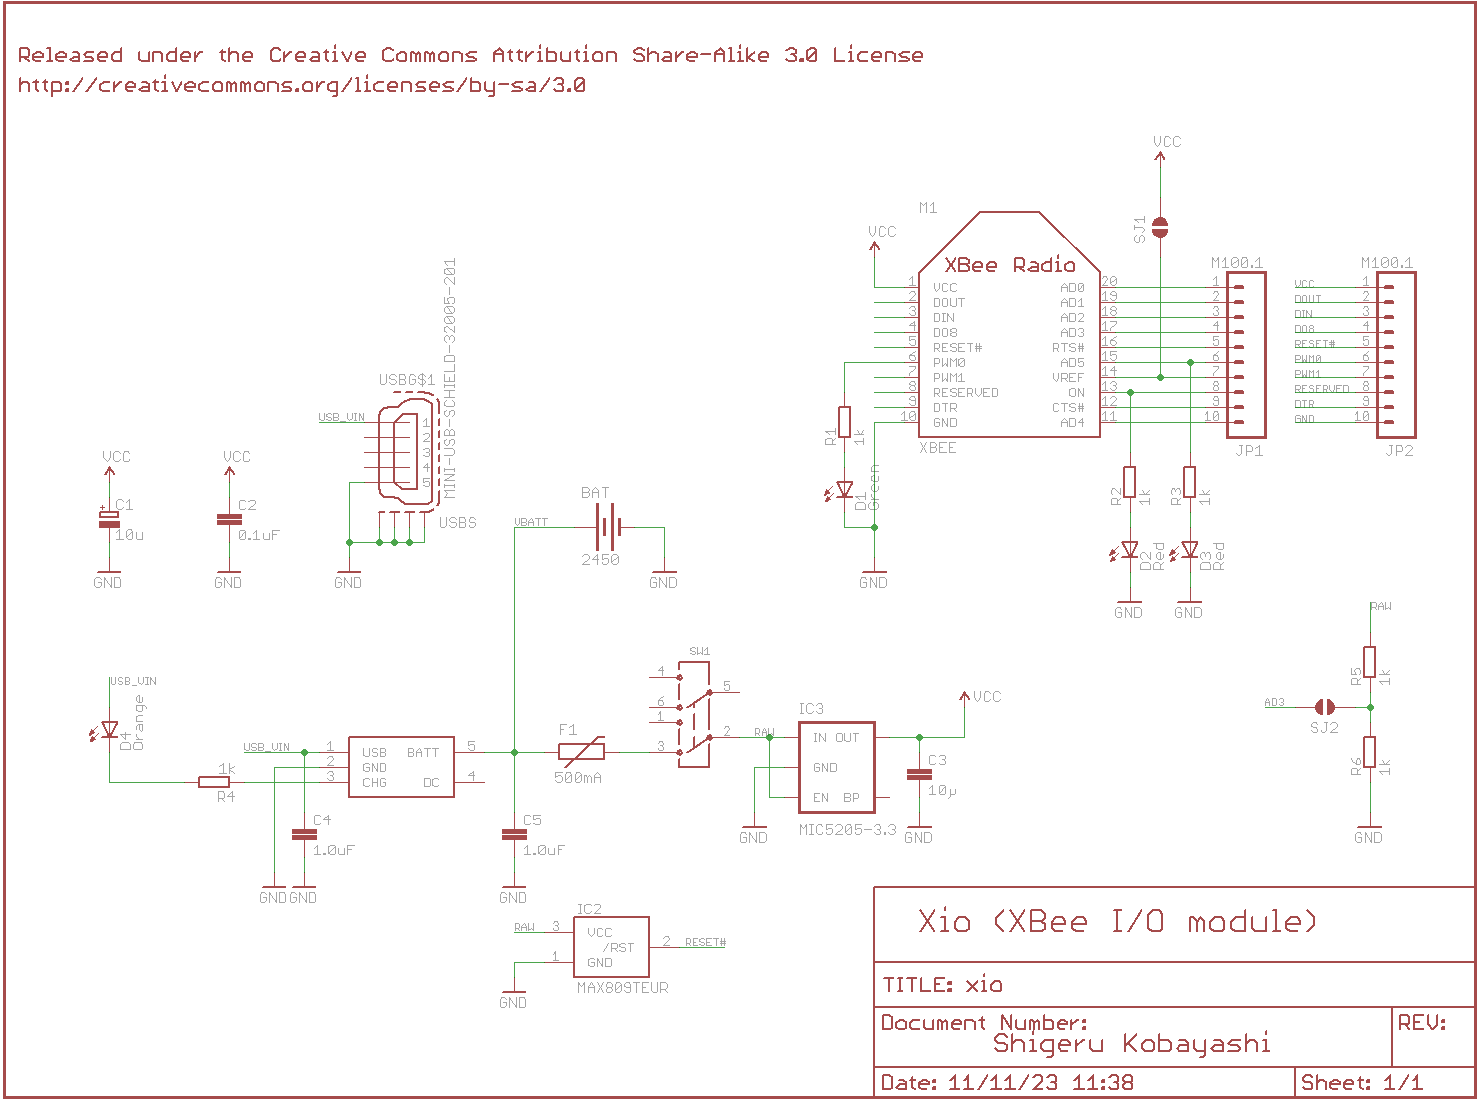 Released under the Creative Commons Attribution Share-Alike 3.0 License
http://creativecommons.org/licenses/by-sa/3.0
VCC
SJ1
M1
VCC
XBee Radio
1 VCC AD0 20
2 DOUT AD1 19
3 DIN AD2 18
4 DO8 AD3 17
5 RESET# RTS# 16
6 PWM0 AD5 15
7 PWM1 VREF 14
8 RESERVED ON 13
9 DTR CTS# 12
10 GND AD4 11
XBEE
M100.1
1
2
3
4
5
6
7
8
9
10
JP1
M100.1
VCC 1
DOUT 2
DIN 3
DO8 4
RESET# 5
PWM0 6
PWM1 7
RESERVED 8
DTR 9
GND 10
JP2
R1
1k
D1
Green
GND
R2
1k
D2
Red
GND
R3
1k
D3
Red
GND
USBG$1
MINI-USB-SCHIELD-32005-201
USB_VIN
1
2
3
4
5
USBS
GND
VCC
C1
+
10u
GND
VCC
C2
0.1uF
GND
BAT
VBATT
2450
GND
USB_VIN
D4
Orange
1k
R4
USB_VIN
1 USB BATT 5
2 GND
3 CHG DC 4
C4
1.0uF
GND GND
C5
1.0uF
GND
F1
500mA
SW1
4
6
1
3
5
2
RAW
IC3
IN OUT
GND
EN BP
MIC5205-3.3
GND
VCC
C3
10µ
GND
RAW
R5
1k
AD3
SJ2
R6
1k
GND
IC2
RAW 3 VCC
/RST 2 RESET#
1 GND
MAX809TEUR
GND
Xio (XBee I/O module)
TITLE: xio
Document Number:
Shigeru Kobayashi
REV:
Date: 11/11/23 11:38
Sheet: 1/1